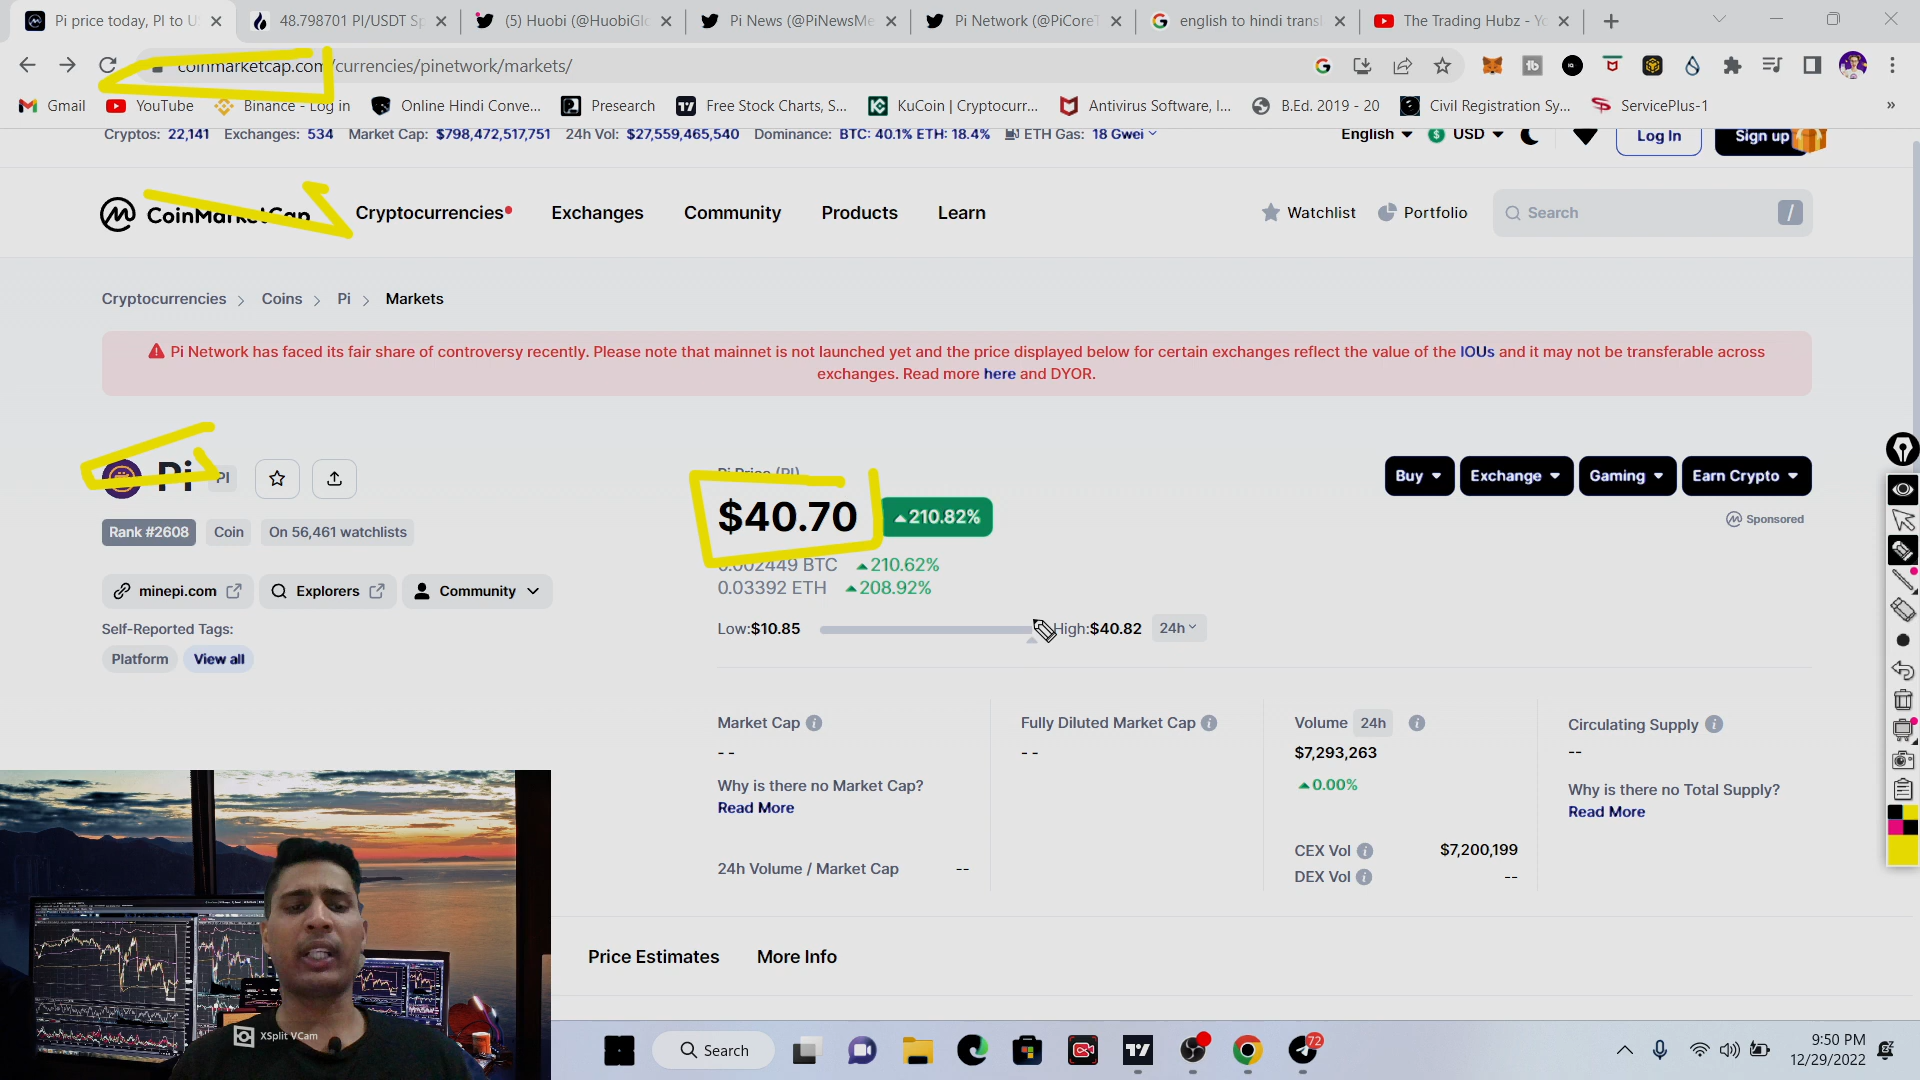 Pi price today, PI to U
48.798701 PI/USDT Sp
(5) Huobi (@HuobiGlo
Pi News (@PiNewsMe
Pi Network (@PiCoreT
english to hindi transl
The Trading Hubz - Yo
coinmarketcap.com/currencies/pinetwork/markets/
Gmail
YouTube
Binance - Log in
Online Hindi Conve...
Presearch
Free Stock Charts, S...
KuCoin | Cryptocurr...
Antivirus Software, I...
B.Ed. 2019 - 20
Civil Registration Sy...
ServicePlus-1
»
Cryptos: 22,141 Exchanges: 534 Market Cap: $798,472,517,751 24h Vol: $27,559,465,540 Dominance: BTC: 40.1% ETH: 18.4% ETH Gas: 18 Gwei
English USD Log In Sign up
CoinMarketCap Cryptocurrencies Exchanges Community Products Learn
Watchlist Portfolio Search /
Cryptocurrencies > Coins > Pi > Markets
Pi Network has faced its fair share of controversy recently. Please note that mainnet is not launched yet and the price displayed below for certain exchanges reflect the value of the IOUs and it may not be transferable across
exchanges. Read more here and DYOR.
Pi PI
Rank #2608 Coin On 56,461 watchlists
minepi.com Explorers Community
Self-Reported Tags:
Platform View all
Pi Price (PI)
$40.70 210.82%
0.002449 BTC 210.62%
0.03392 ETH 208.92%
Low:$10.85 High:$40.82 24h
Buy Exchange Gaming Earn Crypto
Sponsored
Market Cap
- -
Why is there no Market Cap?
Read More
24h Volume / Market Cap --
Fully Diluted Market Cap
- -
Volume 24h
$7,293,263
0.00%
CEX Vol $7,200,199
DEX Vol --
Circulating Supply
--
Why is there no Total Supply?
Read More
Price Estimates More Info
XSplit VCam
Search
72
9:50 PM
12/29/2022